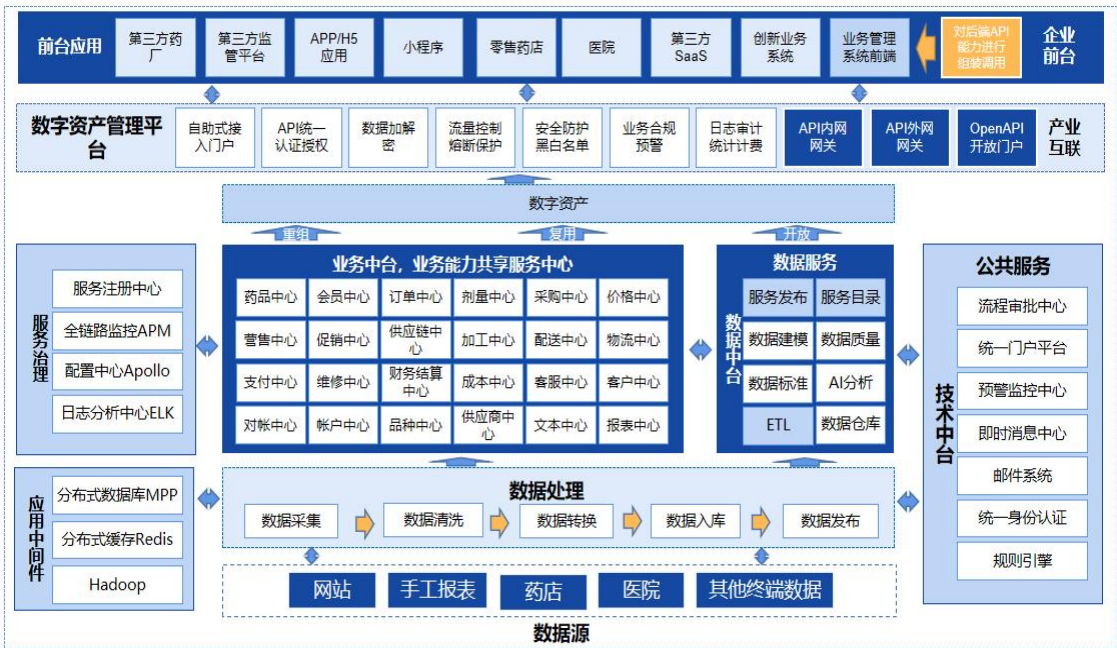 前台应用
第三方药
厂
第三方监
管平台
APP/H5
应用
小程序
零售药店
医院
第三方
SaaS
创新业务
系统
业务管理
系统前端
对后端API
能力进行
组装调用
企业
前台
数字资产管理平
台
自助式接
入门户
API统一
认证授权
数据加解
密
流量控制
熔断保护
安全防护
黑白名单
业务合规
预警
日志审计
统计计费
API内网
网关
API外网
网关
OpenAPI
开放门户
产业
互联
数字资产
重组
复用
开放
服务治理
服务注册中心
全链路监控APM
配置中心Apollo
日志分析中心ELK
业务中台，业务能力共享服务中心
药品中心
会员中心
订单中心
剂量中心
采购中心
价格中心
营售中心
促销中心
供应链中
心
加工中心
配送中心
物流中心
支付中心
维修中心
财务结算
中心
成本中心
客服中心
客户中心
对帐中心
帐户中心
品种中心
供应商中
心
文本中心
报表中心
数据服务
数据中台
服务发布
服务目录
数据建模
数据质量
数据标准
AI分析
ETL
数据仓库
公共服务
技术中台
流程审批中心
统一门户平台
预警监控中心
即时消息中心
邮件系统
统一身份认证
规则引擎
应用中间件
分布式数据库MPP
分布式缓存Redis
Hadoop
数据处理
数据采集
数据清洗
数据转换
数据入库
数据发布
网站
手工报表
药店
医院
其他终端数据
数据源